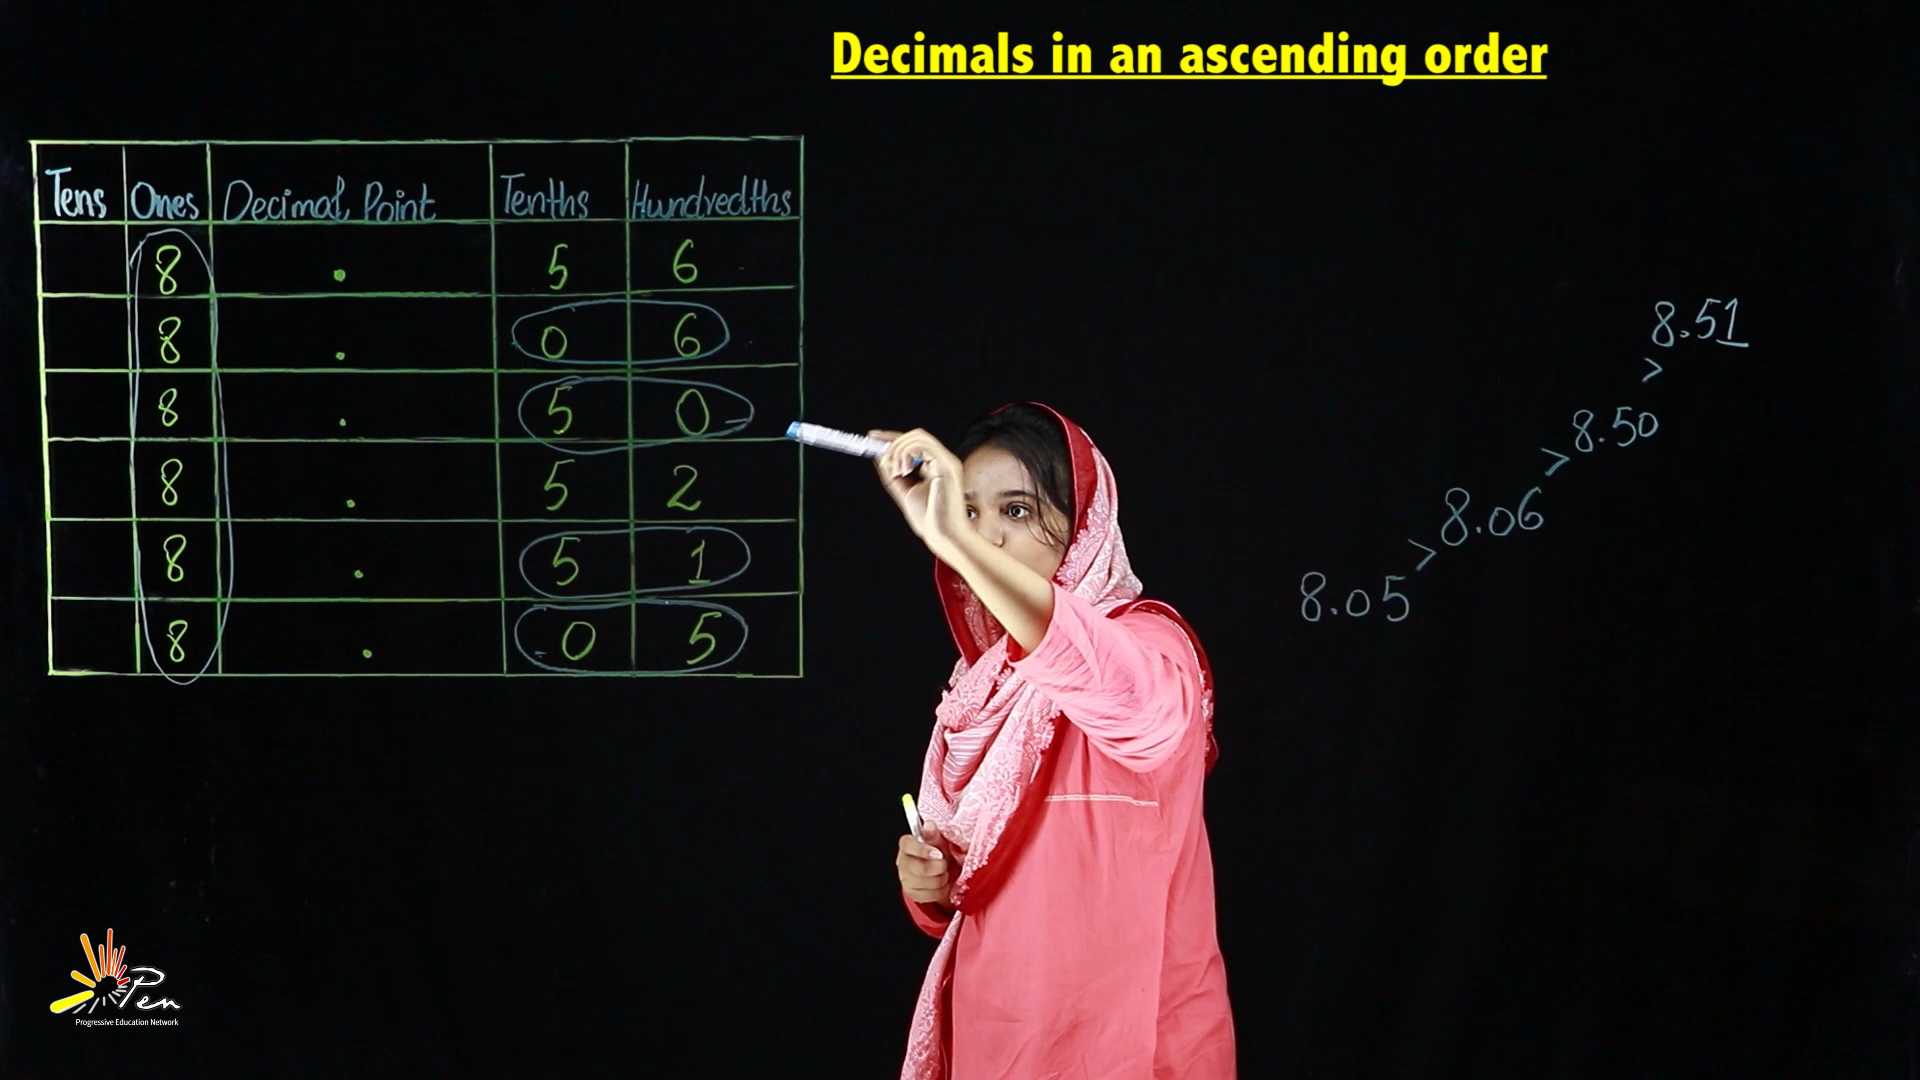 Decimals in an ascending order
Tens Ones Decimal Point Tenths Hundredths
8 . 5 6
8 . 0 6
8 . 5 0
8 . 5 2
8 . 5 1
8 . 0 5
8.51
>
8.50
>
8.06
>
8.05
Pen
Progressive Education Network